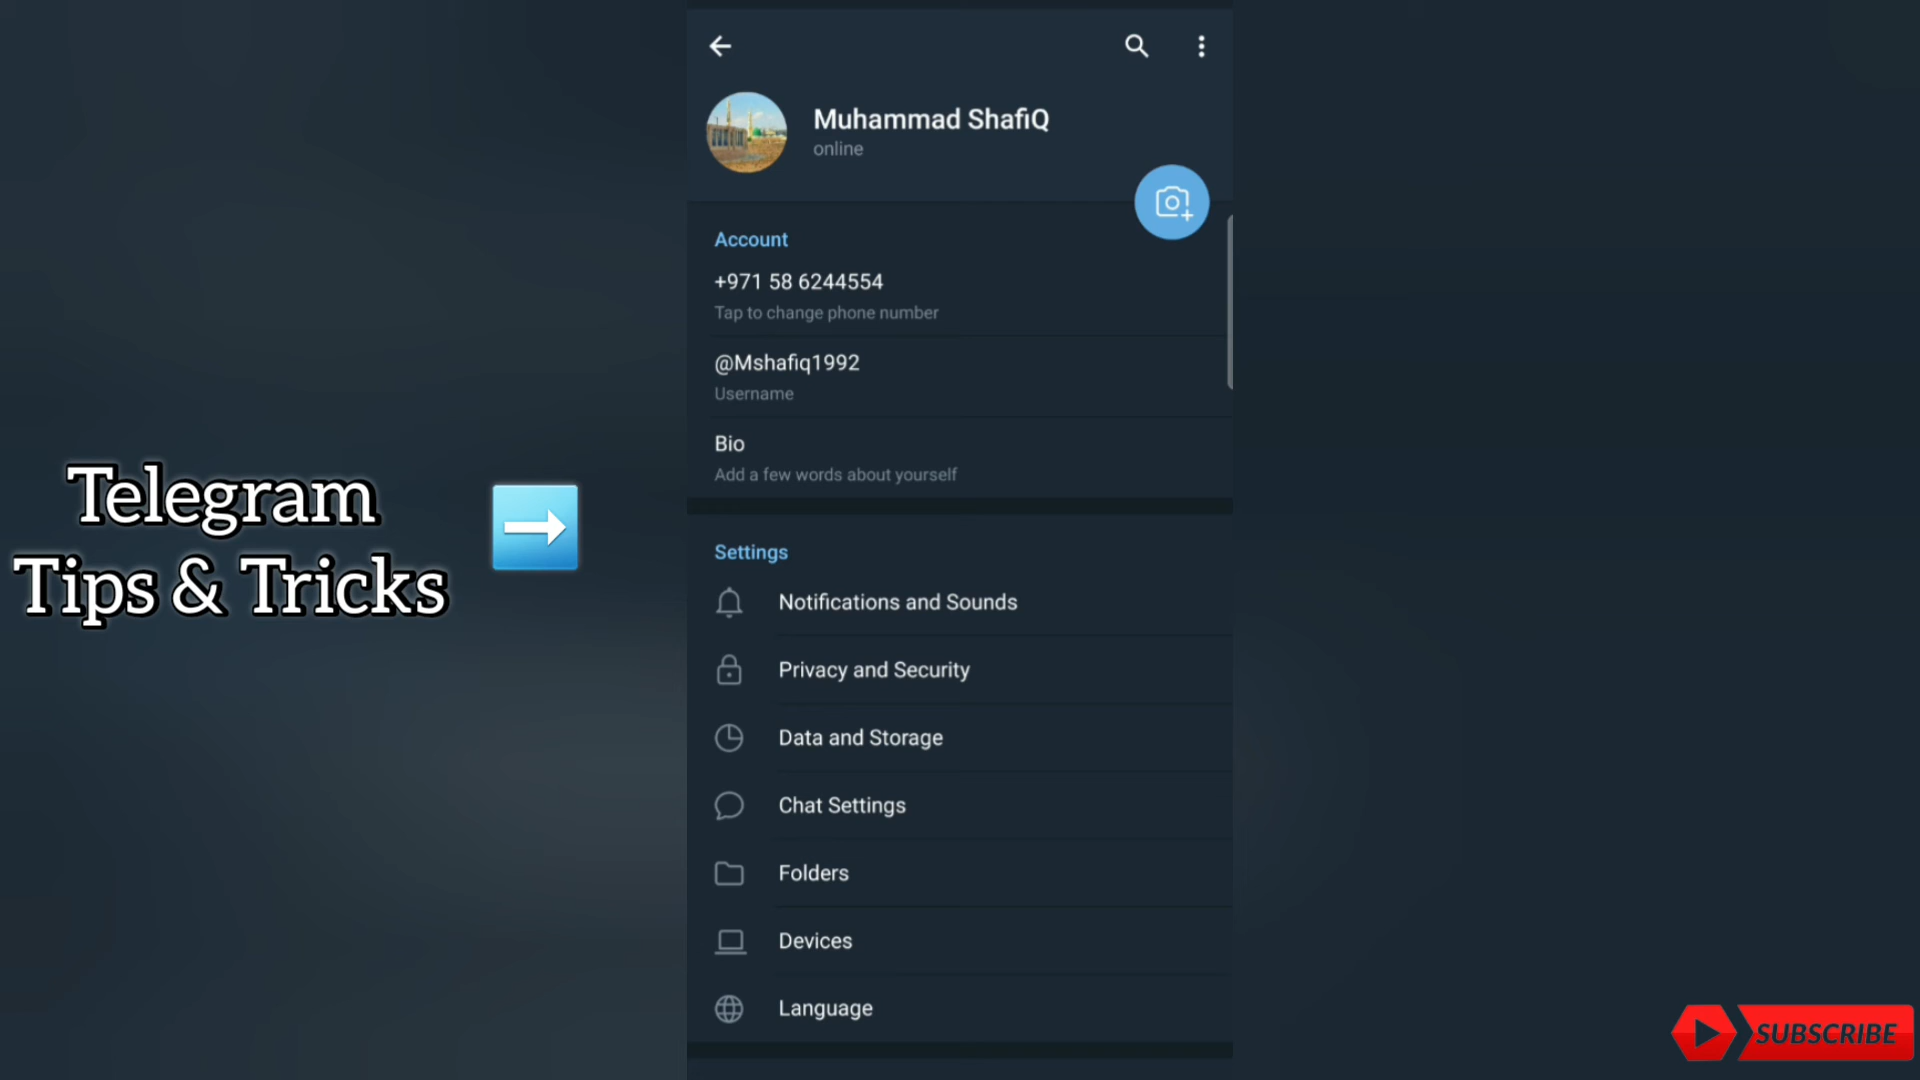 Muhammad ShafiQ
online
Account
+971 58 6244554
Tap to change phone number
@Mshafiq1992
Username
Bio
Add a few words about yourself
Telegram
Tips & Tricks
Settings
Notifications and Sounds
Privacy and Security
Data and Storage
Chat Settings
Folders
Devices
Language
SUBSCRIBE